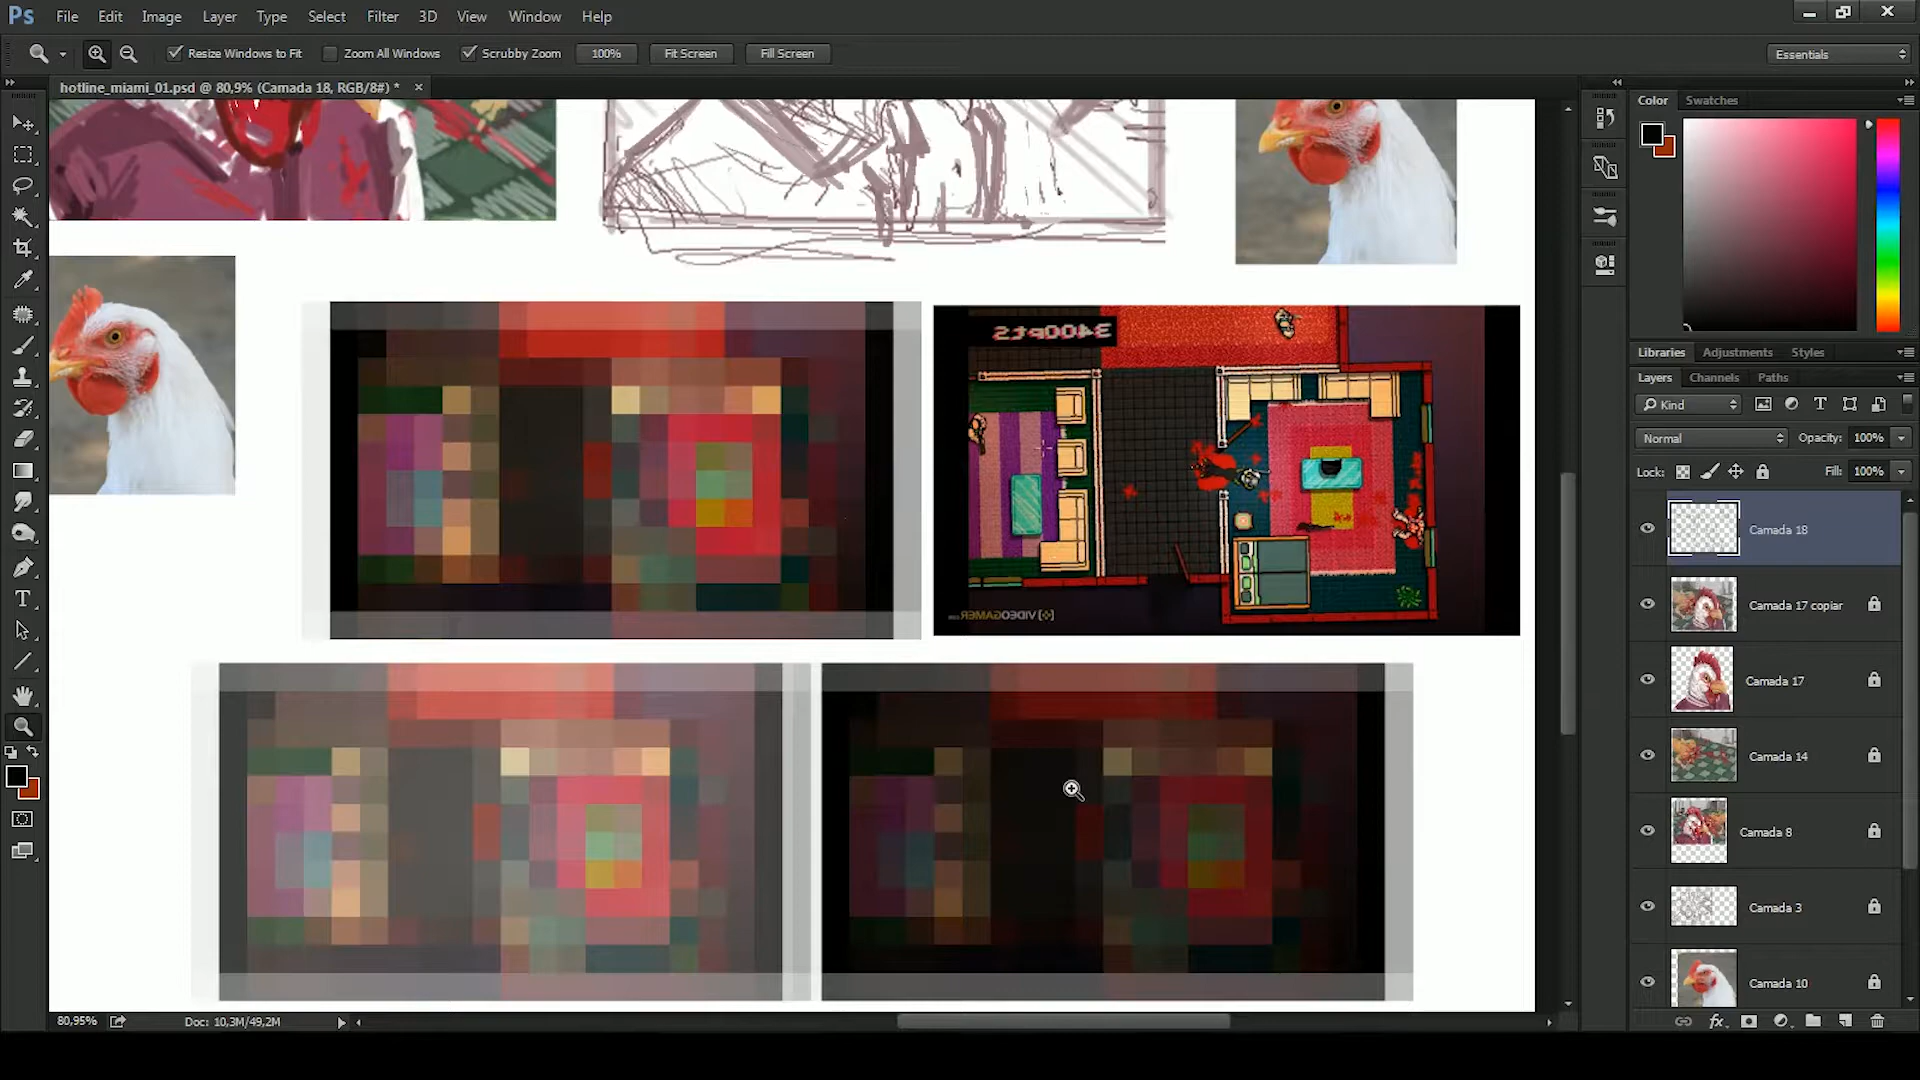 Ps File Edit Image Layer Type Select Filter 3D View Window Help
Resize Windows to Fit Zoom All Windows Scrubby Zoom 100% Fit Screen Fill Screen Essentials
hotline_miami_01.psd @ 80,9% (Camada 18, RGB/8#) * ×
Color Swatches
3400pts
VIDEOGAMER.com
Libraries Adjustments Styles
Layers Channels Paths
Kind
Normal Opacity: 100%
Lock: Fill: 100%
Camada 18
Camada 17 copiar
Camada 17
Camada 14
Camada 8
Camada 3
Camada 10
80,95% Doc: 10,3M/49,2M